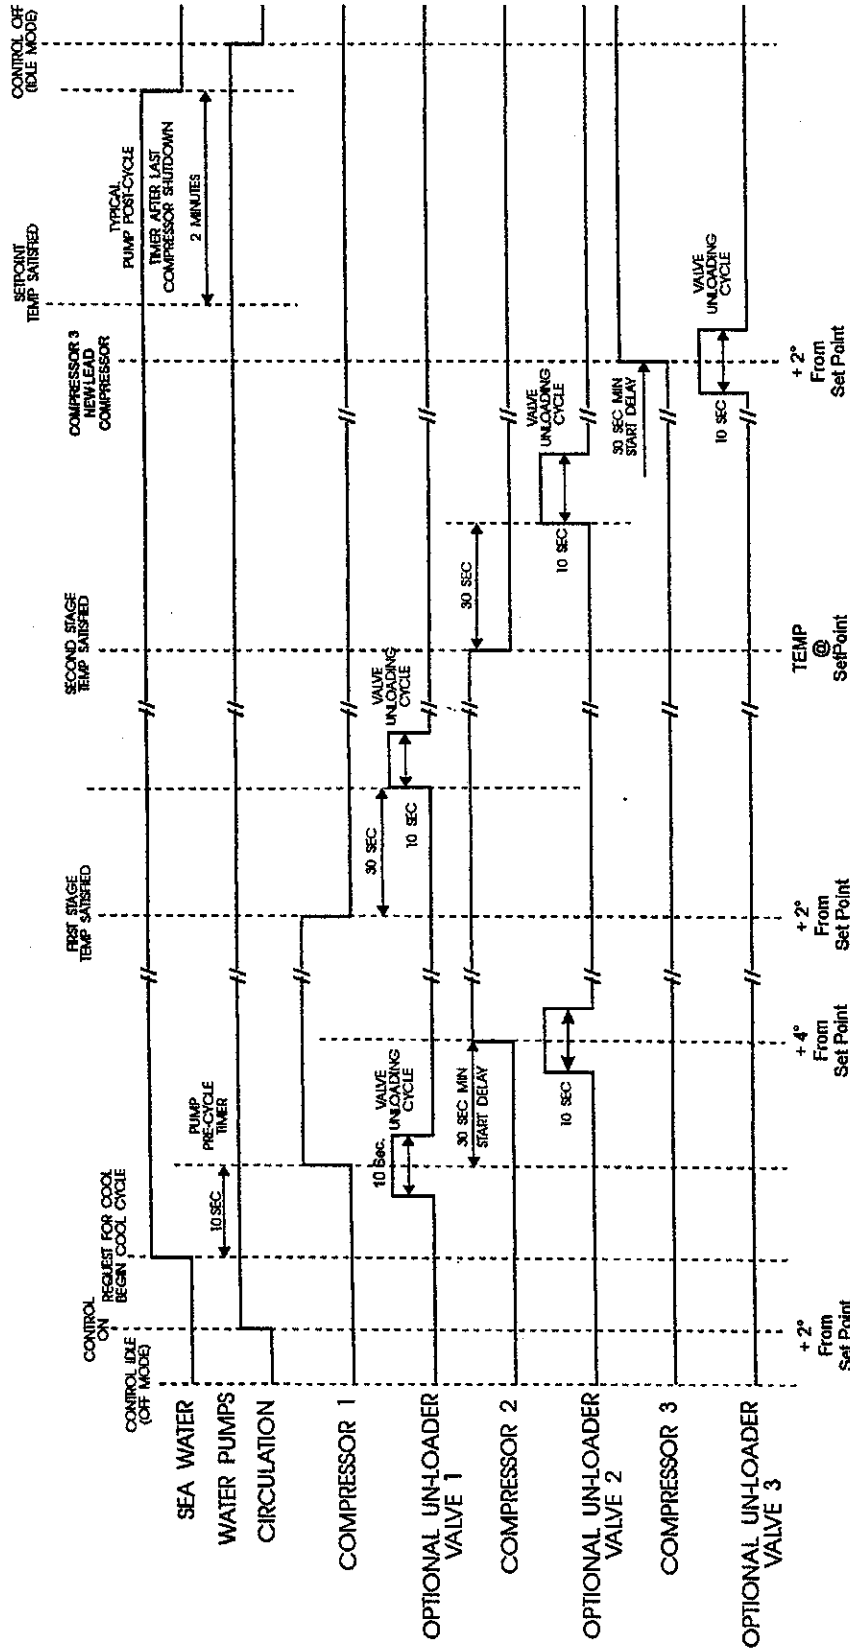 CONTROL IDLE
(OFF MODE)
CONTROL
ON
REQUEST FOR COOL
BEGIN COOL CYCLE
FIRST STAGE
TEMP SATISFIED
SECOND STAGE
TEMP SATISFIED
COMPRESSOR 3
NEW LEAD
COMPRESSOR
SETPOINT
TEMP SATISFIED
CONTROL OFF
(IDLE MODE)
SEA WATER
WATER PUMPS
CIRCULATION
10 SEC
PUMP
PRE-CYCLE
TIMER
TYPICAL
PUMP POST-CYCLE
TIMER AFTER LAST
COMPRESSOR SHUTDOWN
2 MINUTES
COMPRESSOR 1
OPTIONAL UN-LOADER
VALVE 1
10 Sec.
VALVE
UNLOADING
CYCLE
30 SEC
10 SEC
VALVE
UNLOADING
CYCLE
COMPRESSOR 2
30 SEC MIN
START DELAY
30 SEC
OPTIONAL UN-LOADER
VALVE 2
10 SEC
10 SEC
VALVE
UNLOADING
CYCLE
COMPRESSOR 3
30 SEC MIN
START DELAY
OPTIONAL UN-LOADER
VALVE 3
10 SEC
VALVE
UNLOADING
CYCLE
+ 2°
From
Set Point
+ 4°
From
Set Point
+ 2°
From
Set Point
TEMP
@
SetPoint
+ 2°
From
Set Point